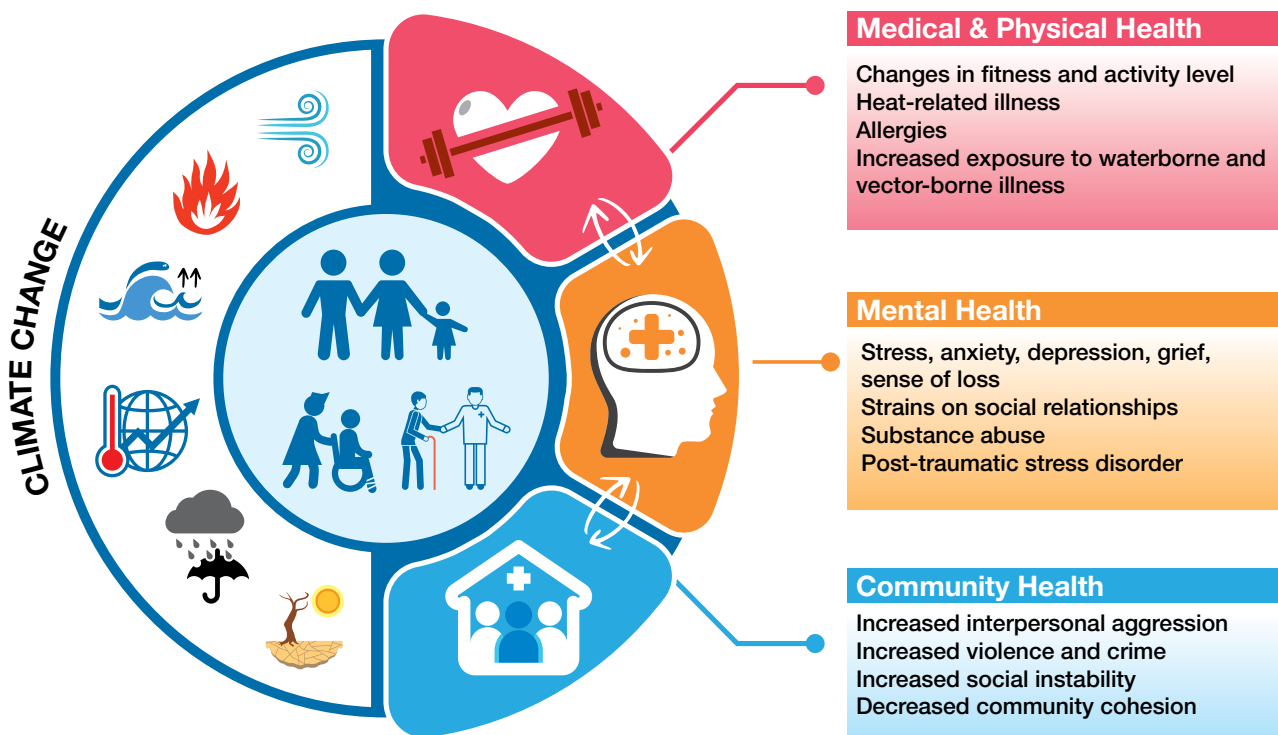 CLIMATE CHANGE
Medical & Physical Health
Changes in fitness and activity level
Heat-related illness
Allergies
Increased exposure to waterborne and
vector-borne illness
Mental Health
Stress, anxiety, depression, grief,
sense of loss
Strains on social relationships
Substance abuse
Post-traumatic stress disorder
Community Health
Increased interpersonal aggression
Increased violence and crime
Increased social instability
Decreased community cohesion